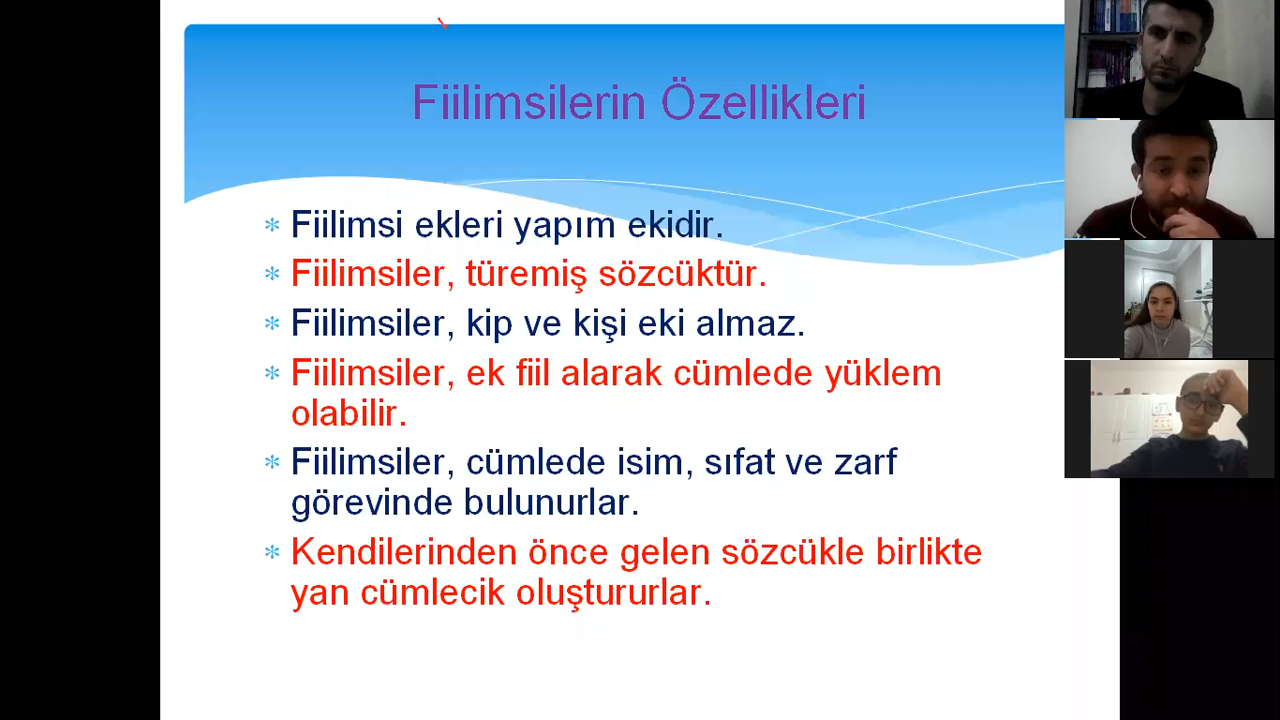 Fiilimsilerin Özellikleri
* Fiilimsi ekleri yapım ekidir.
* Fiilimsiler, türemiş sözcüktür.
* Fiilimsiler, kip ve kişi eki almaz.
* Fiilimsiler, ek fiil alarak cümlede yüklem
olabilir.
* Fiilimsiler, cümlede isim, sıfat ve zarf
görevinde bulunurlar.
* Kendilerinden önce gelen sözcükle birlikte
yan cümlecik oluştururlar.